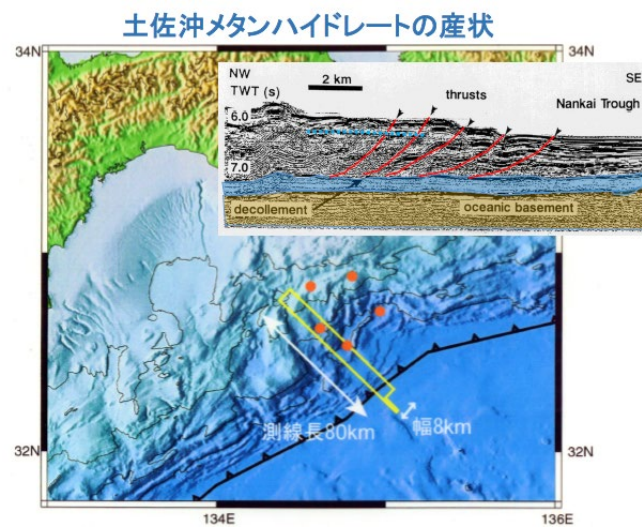 土佐沖メタンハイドレートの産状
34N
34N
NW
2 km
SE
TWT (s)
thrusts
Nankai Trough
6.0
7.0
decollement
oceanic basement
測線長80km
幅8km
32N
32N
134E
136E